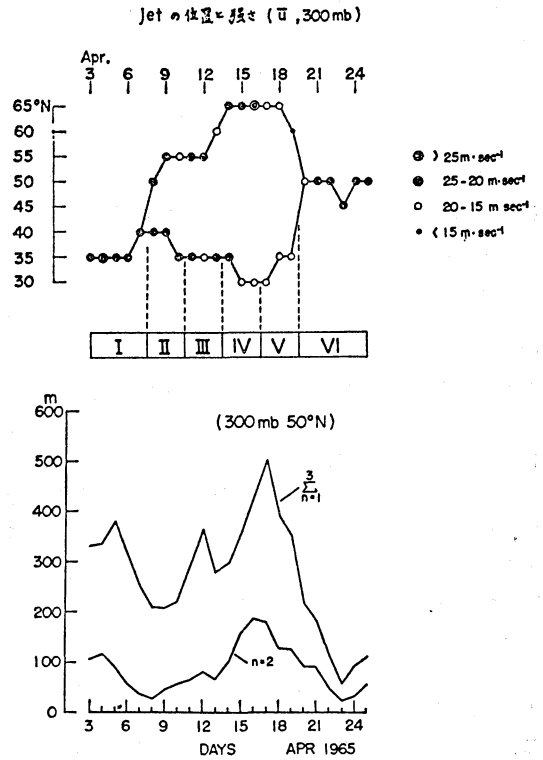 Jet の位置と強さ (ū, 300mb)
Apr.
3 6 9 12 15 18 21 24
65°N
60
55
50
45
40
35
30
> 25m·sec⁻¹
25-20 m·sec⁻¹
20-15 m sec⁻¹
< 15 m·sec⁻¹
I II III IV V VI
m
600
500
400
300
200
100
0
(300mb 50°N)
3
Σ
n=1
n=2
3 6 9 12 15 18 21 24
DAYS APR 1965